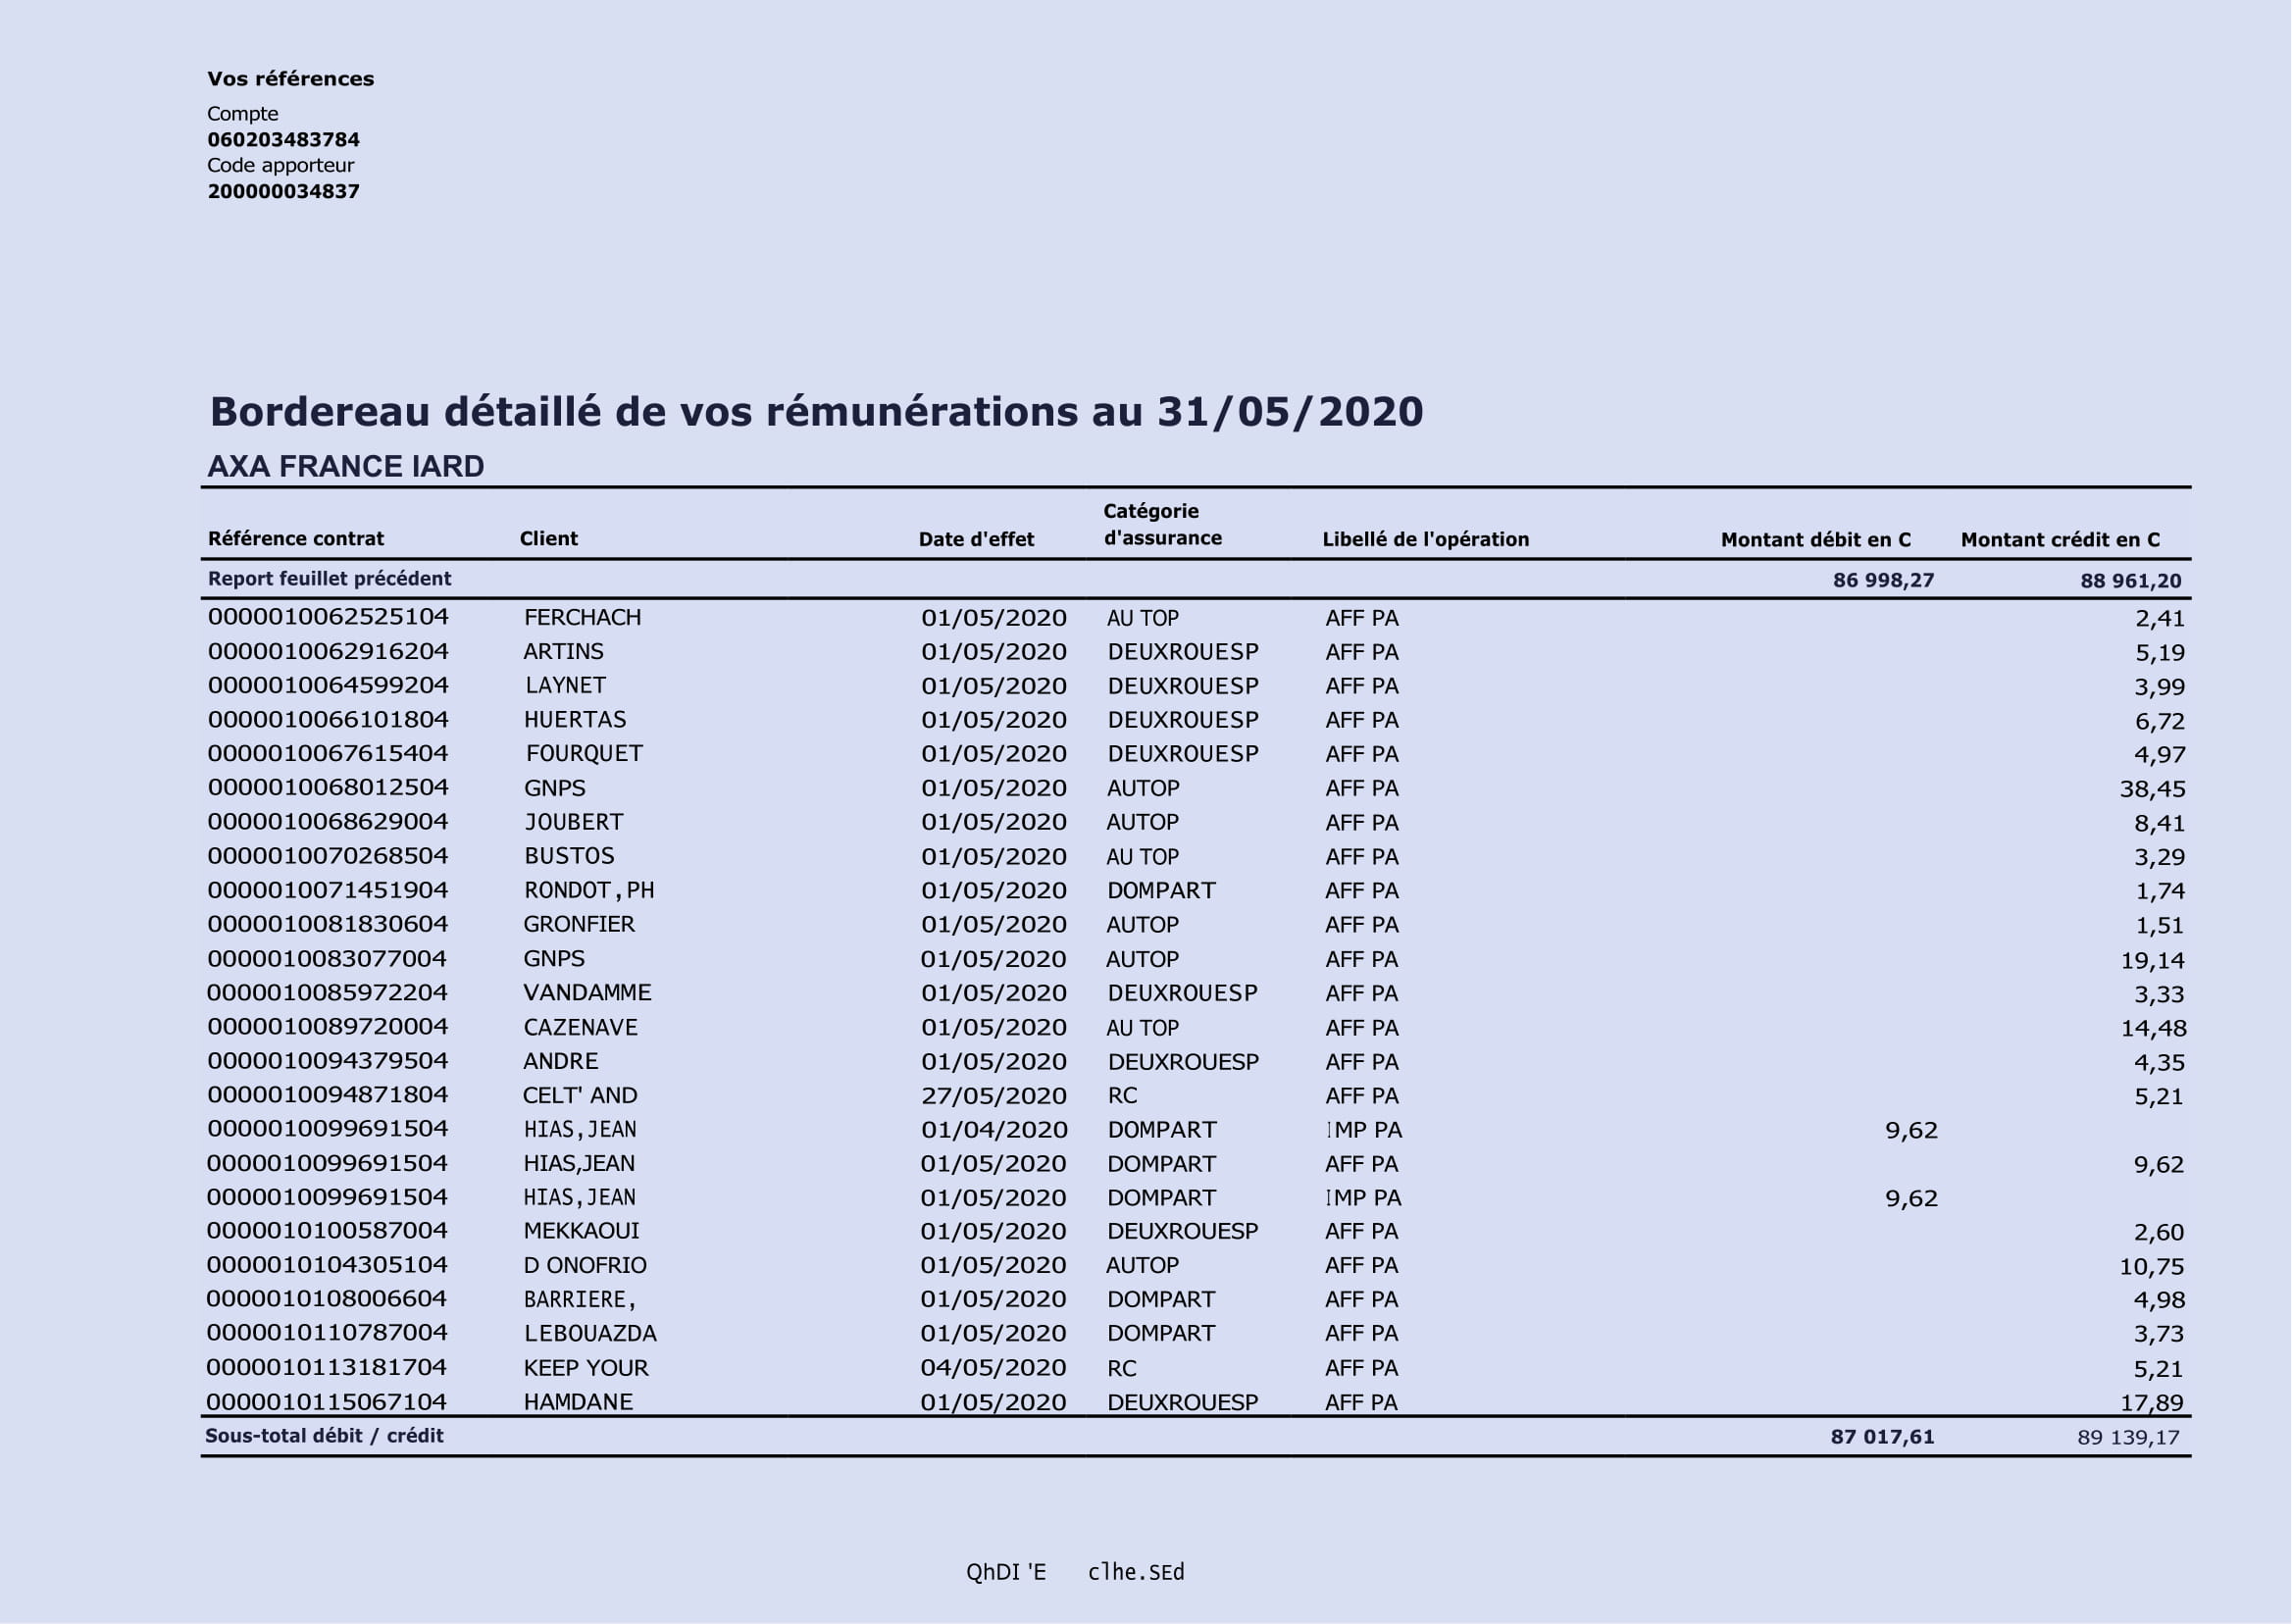 Vos références
Compte
060203483784
Code apporteur
200000034837
Bordereau détaillé de vos rémunérations au 31/05/2020
AXA FRANCE IARD
Référence contrat Client Date d'effet Catégorie d'assurance Libellé de l'opération Montant débit en C Montant crédit en C
Report feuillet précédent 86 998,27 88 961,20
0000010062525104 FERCHACH 01/05/2020 AU TOP AFF PA 2,41
0000010062916204 ARTINS 01/05/2020 DEUXROUESP AFF PA 5,19
0000010064599204 LAYNET 01/05/2020 DEUXROUESP AFF PA 3,99
0000010066101804 HUERTAS 01/05/2020 DEUXROUESP AFF PA 6,72
0000010067615404 FOURQUET 01/05/2020 DEUXROUESP AFF PA 4,97
0000010068012504 GNPS 01/05/2020 AUTOP AFF PA 38,45
0000010068629004 JOUBERT 01/05/2020 AUTOP AFF PA 8,41
0000010070268504 BUSTOS 01/05/2020 AU TOP AFF PA 3,29
0000010071451904 RONDOT,PH 01/05/2020 DOMPART AFF PA 1,74
0000010081830604 GRONFIER 01/05/2020 AUTOP AFF PA 1,51
0000010083077004 GNPS 01/05/2020 AUTOP AFF PA 19,14
0000010085972204 VANDAMME 01/05/2020 DEUXROUESP AFF PA 3,33
0000010089720004 CAZENAVE 01/05/2020 AU TOP AFF PA 14,48
0000010094379504 ANDRE 01/05/2020 DEUXROUESP AFF PA 4,35
0000010094871804 CELT' AND 27/05/2020 RC AFF PA 5,21
0000010099691504 HIAS,JEAN 01/04/2020 DOMPART IMP PA 9,62
0000010099691504 HIAS,JEAN 01/05/2020 DOMPART AFF PA 9,62
0000010099691504 HIAS,JEAN 01/05/2020 DOMPART IMP PA 9,62
0000010100587004 MEKKAOUI 01/05/2020 DEUXROUESP AFF PA 2,60
0000010104305104 D ONOFRIO 01/05/2020 AUTOP AFF PA 10,75
0000010108006604 BARRIERE, 01/05/2020 DOMPART AFF PA 4,98
0000010110787004 LEBOUAZDA 01/05/2020 DOMPART AFF PA 3,73
0000010113181704 KEEP YOUR 04/05/2020 RC AFF PA 5,21
0000010115067104 HAMDANE 01/05/2020 DEUXROUESP AFF PA 17,89
Sous-total débit / crédit 87 017,61 89 139,17
QhDI 'E clhe.SEd